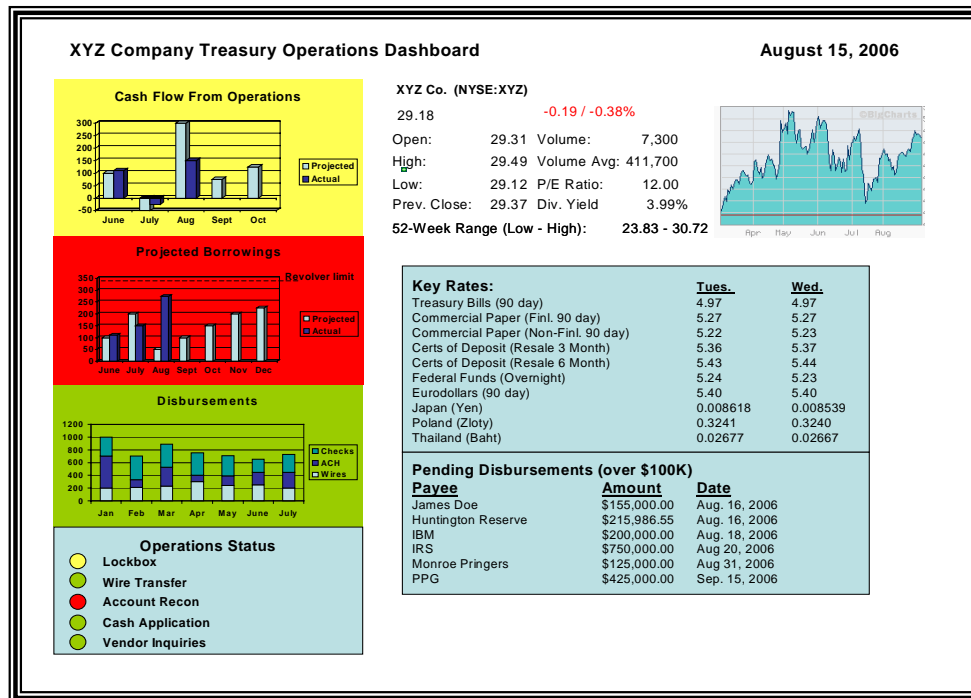 XYZ Company Treasury Operations Dashboard
August 15, 2006
Cash Flow From Operations
300
250
200
150
100
50
0
-50
June July Aug Sept Oct
Projected
Actual
Projected Borrowings
Revolver limit
350
300
250
200
150
100
50
0
June July Aug Sept Oct Nov Dec
Projected
Actual
Disbursements
1200
1000
800
600
400
200
0
Jan Feb Mar Apr May June July
Checks
ACH
Wires
Operations Status
Lockbox
Wire Transfer
Account Recon
Cash Application
Vendor Inquiries
XYZ Co. (NYSE:XYZ)
29.18 -0.19 / -0.38%
Open: 29.31 Volume: 7,300
High: 29.49 Volume Avg: 411,700
Low: 29.12 P/E Ratio: 12.00
Prev. Close: 29.37 Div. Yield 3.99%
52-Week Range (Low - High): 23.83 - 30.72
©BigCharts
Apr May Jun Jul Aug
Key Rates: Tues. Wed.
Treasury Bills (90 day) 4.97 4.97
Commercial Paper (Finl. 90 day) 5.27 5.27
Commercial Paper (Non-Finl. 90 day) 5.22 5.23
Certs of Deposit (Resale 3 Month) 5.36 5.37
Certs of Deposit (Resale 6 Month) 5.43 5.44
Federal Funds (Overnight) 5.24 5.23
Eurodollars (90 day) 5.40 5.40
Japan (Yen) 0.008618 0.008539
Poland (Zloty) 0.3241 0.3240
Thailand (Baht) 0.02677 0.02667
Pending Disbursements (over $100K)
Payee Amount Date
James Doe $155,000.00 Aug. 16, 2006
Huntington Reserve $215,986.55 Aug. 16, 2006
IBM $200,000.00 Aug. 18, 2006
IRS $750,000.00 Aug 20, 2006
Monroe Pringers $125,000.00 Aug 31, 2006
PPG $425,000.00 Sep. 15, 2006